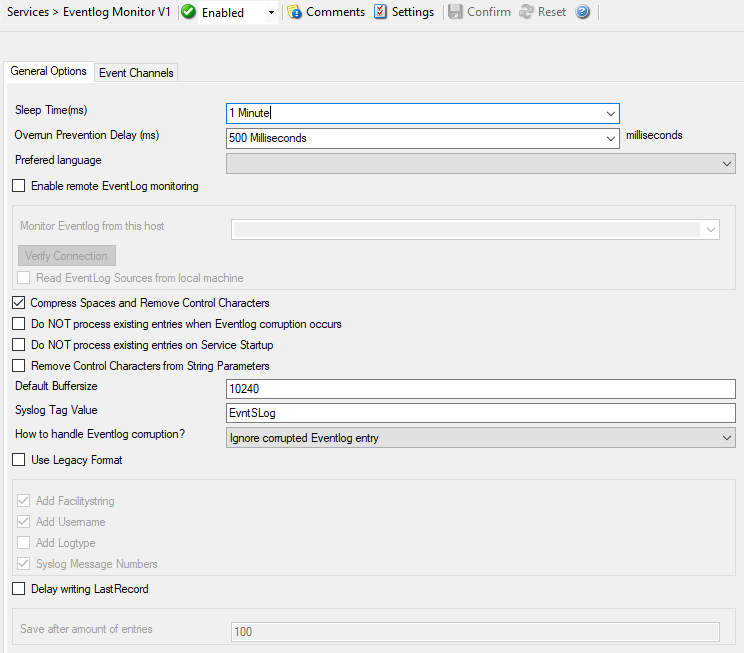 Services > Eventlog Monitor V1 Enabled Comments Settings Confirm Reset
General Options Event Channels
Sleep Time(ms) 1 Minute
Overrun Prevention Delay (ms) 500 Milliseconds milliseconds
Prefered language
Enable remote EventLog monitoring
Monitor Eventlog from this host
Verify Connection
Read EventLog Sources from local machine
Compress Spaces and Remove Control Characters
Do NOT process existing entries when Eventlog corruption occurs
Do NOT process existing entries on Service Startup
Remove Control Characters from String Parameters
Default Buffersize 10240
Syslog Tag Value EvntSLog
How to handle Eventlog corruption? Ignore corrupted Eventlog entry
Use Legacy Format
Add Facilitystring
Add Username
Add Logtype
Syslog Message Numbers
Delay writing LastRecord
Save after amount of entries 100